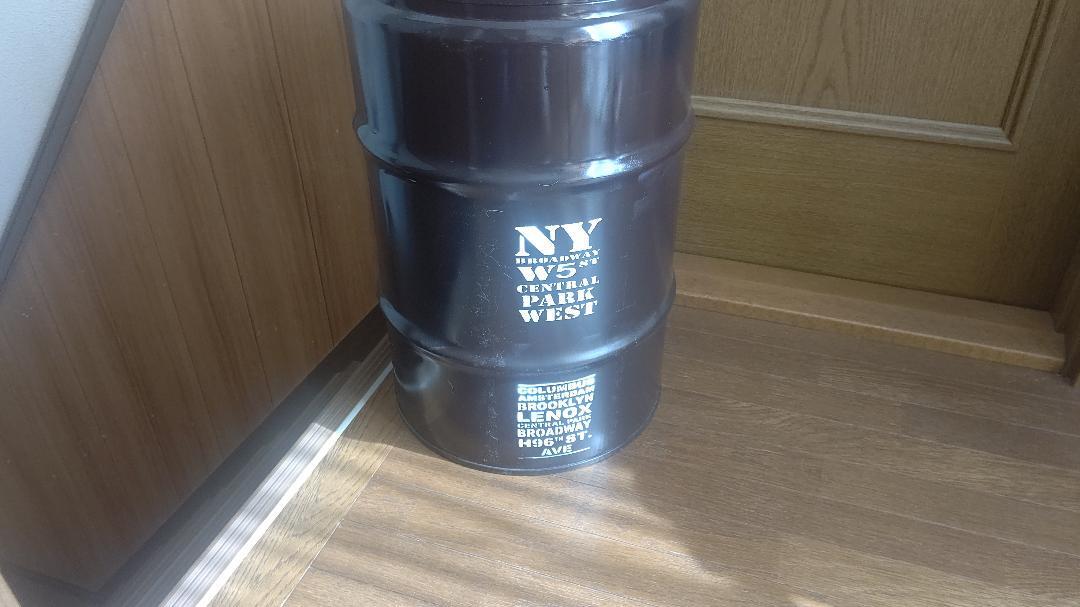 NY
BROADWAY
W5 ST
CENTRAL
PARK
WEST
COLUMBUS
AMSTERDAM
BROOKLYN
LENOX
CENTRAL PARK
BROADWAY
H96TH ST.
AVE